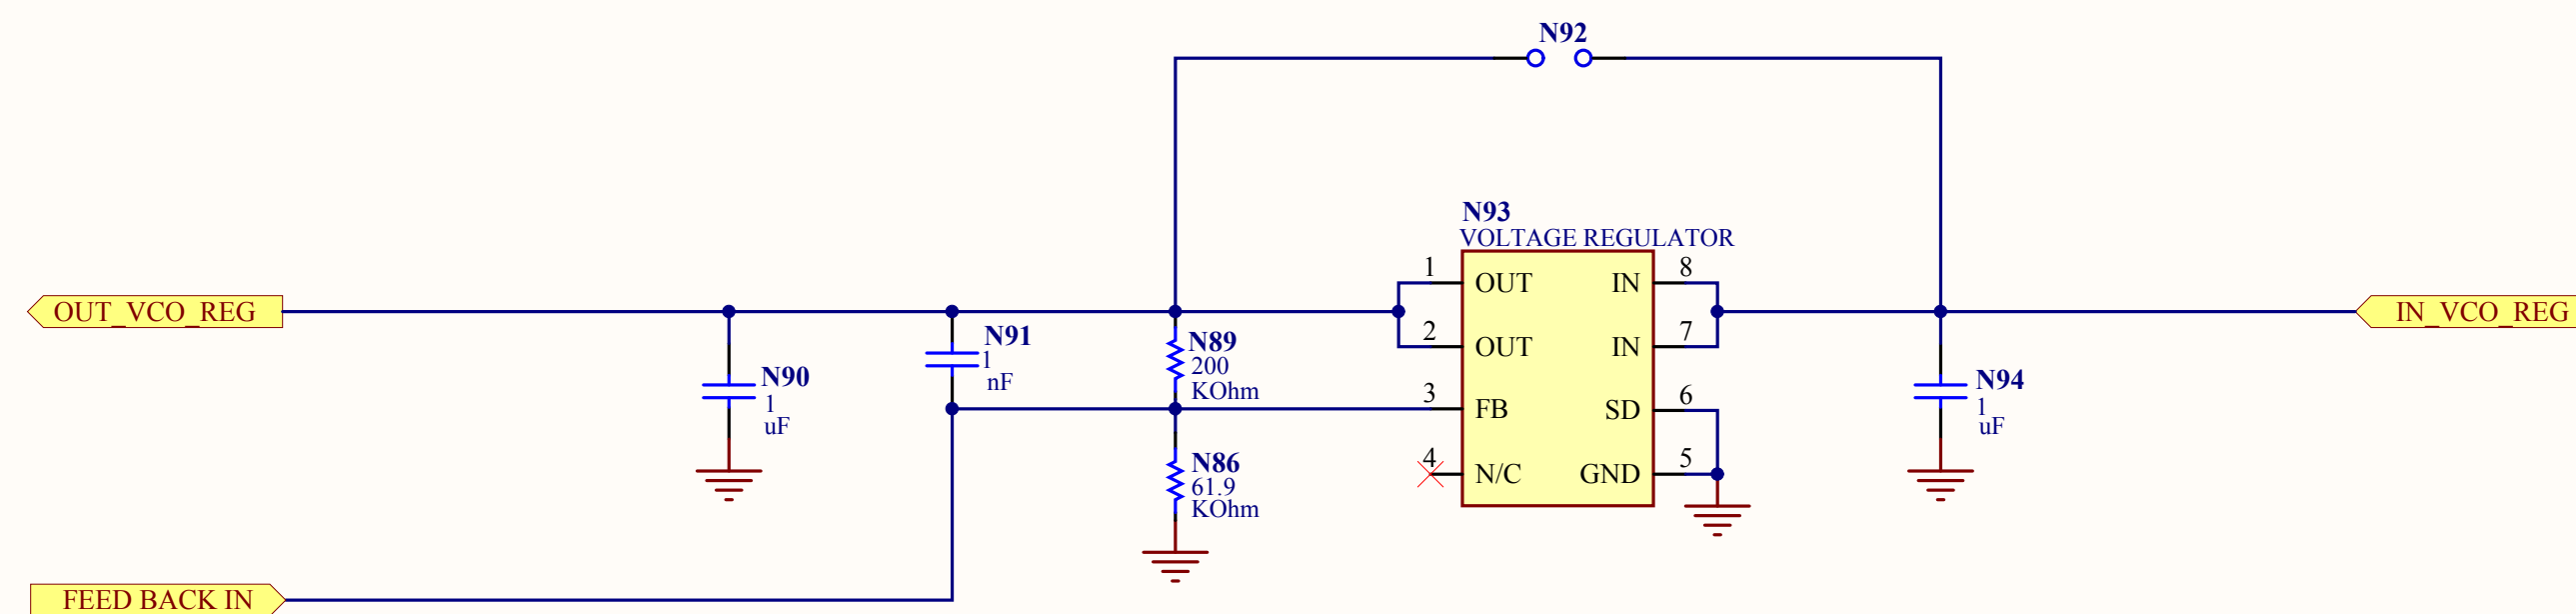 N92
N93
VOLTAGE REGULATOR
1 OUT IN 8
OUT_VCO_REG
IN_VCO_REG
N91
1
nF
N89
200
KOhm
2 OUT IN 7
N90
1
uF
3 FB SD 6
N94
1
uF
N86
61.9
KOhm
4 N/C GND 5
FEED BACK IN